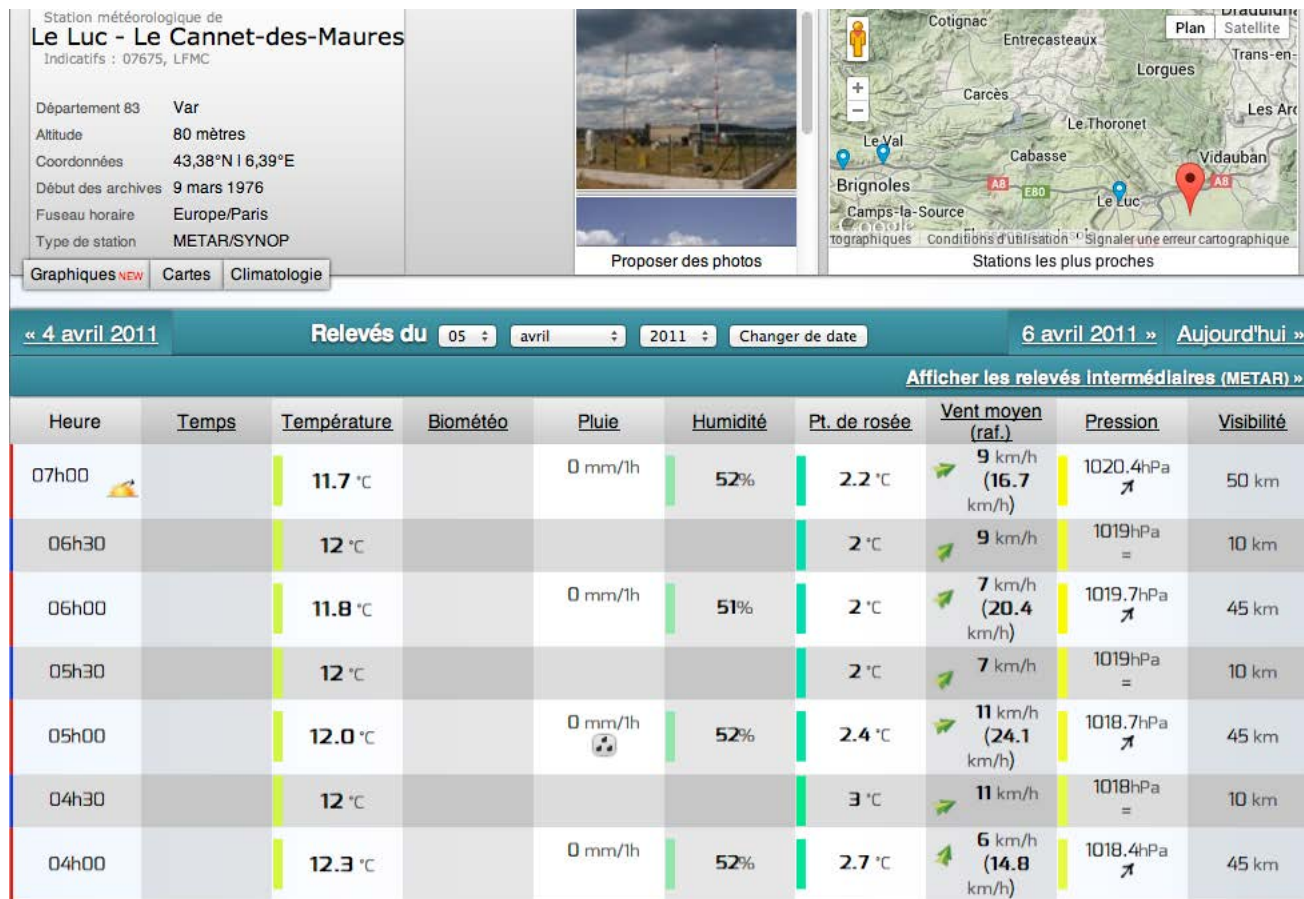 Station météorologique de
Le Luc - Le Cannet-des-Maures
Indicatifs : 07675, LFMC
Département 83 Var
Altitude 80 mètres
Coordonnées 43,38°N | 6,39°E
Début des archives 9 mars 1976
Fuseau horaire Europe/Paris
Type de station METAR/SYNOP
Graphiques NEW Cartes Climatologie
Proposer des photos
Cotignac
Entrecasteaux
Plan Satellite
Trans-en-
Lorgues
Carcès
Les Arc
Le Thoronet
Le Val
Cabasse
Vidauban
Brignoles
A8 E80 A8
Le Luc
Camps-la-Source
Google
tographiques Conditions d'utilisation Signaler une erreur cartographique
Stations les plus proches
« 4 avril 2011 Relevés du 05 avril 2011 Changer de date 6 avril 2011 » Aujourd'hui »
Afficher les relevés intermédiaires (METAR) »
Heure Temps Température Biométéo Pluie Humidité Pt. de rosée Vent moyen (raf.) Pression Visibilité
07h00 11.7 °C 0 mm/1h 52% 2.2 °C 9 km/h (16.7 km/h) 1020.4hPa 50 km
06h30 12 °C 2 °C 9 km/h 1019hPa = 10 km
06h00 11.8 °C 0 mm/1h 51% 2 °C 7 km/h (20.4 km/h) 1019.7hPa 45 km
05h30 12 °C 2 °C 7 km/h 1019hPa = 10 km
05h00 12.0 °C 0 mm/1h 52% 2.4 °C 11 km/h (24.1 km/h) 1018.7hPa 45 km
04h30 12 °C 3 °C 11 km/h 1018hPa = 10 km
04h00 12.3 °C 0 mm/1h 52% 2.7 °C 6 km/h (14.8 km/h) 1018.4hPa 45 km